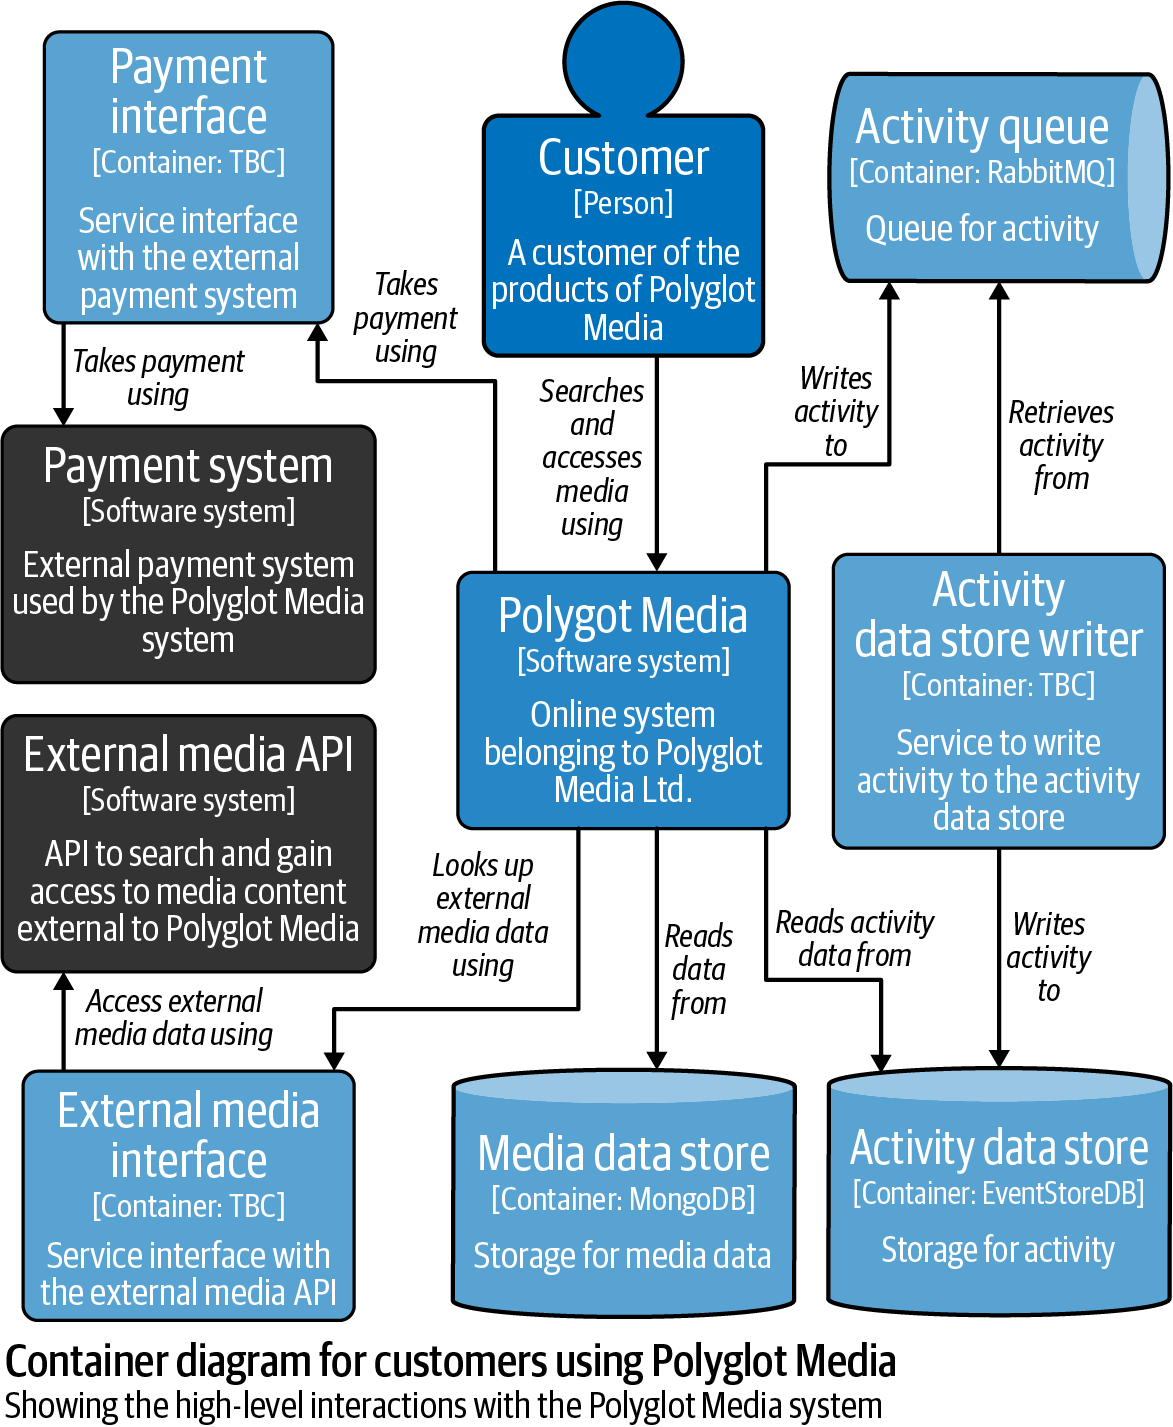 Payment
interface
[Container: TBC]
Service interface
with the external
payment system
Customer
[Person]
A customer of the
products of Polyglot
Media
Activity queue
[Container: RabbitMQ]
Queue for activity
Takes payment
using
Takes
payment
using
Searches
and
accesses
media
using
Writes
activity
to
Retrieves
activity
from
Payment system
[Software system]
External payment system
used by the Polyglot Media
system
Polygot Media
[Software system]
Online system
belonging to Polyglot
Media Ltd.
Activity
data store writer
[Container: TBC]
Service to write
activity to the activity
data store
External media API
[Software system]
API to search and gain
access to media content
external to Polyglot Media
Looks up
external
media data
using
Reads
data
from
Reads activity
data from
Writes
activity
to
Access external
media data using
External media
interface
[Container: TBC]
Service interface with
the external media API
Media data store
[Container: MongoDB]
Storage for media data
Activity data store
[Container: EventStoreDB]
Storage for activity
Container diagram for customers using Polyglot Media
Showing the high-level interactions with the Polyglot Media system